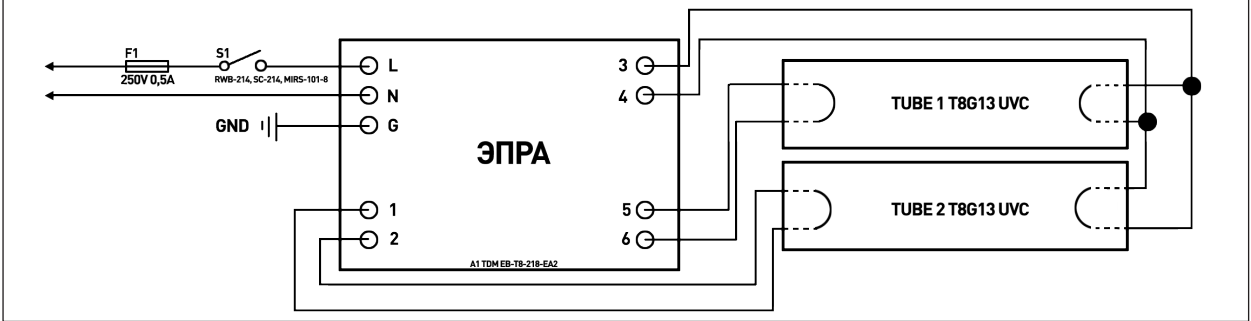 F1
250V 0,5A
S1
RWB-214, SC-214, MIRS-101-8
L
N
G
GND
1
2
ЭПРА
A1 TDM EB-T8-218-EA2
3
4
5
6
TUBE 1 T8G13 UVC
TUBE 2 T8G13 UVC